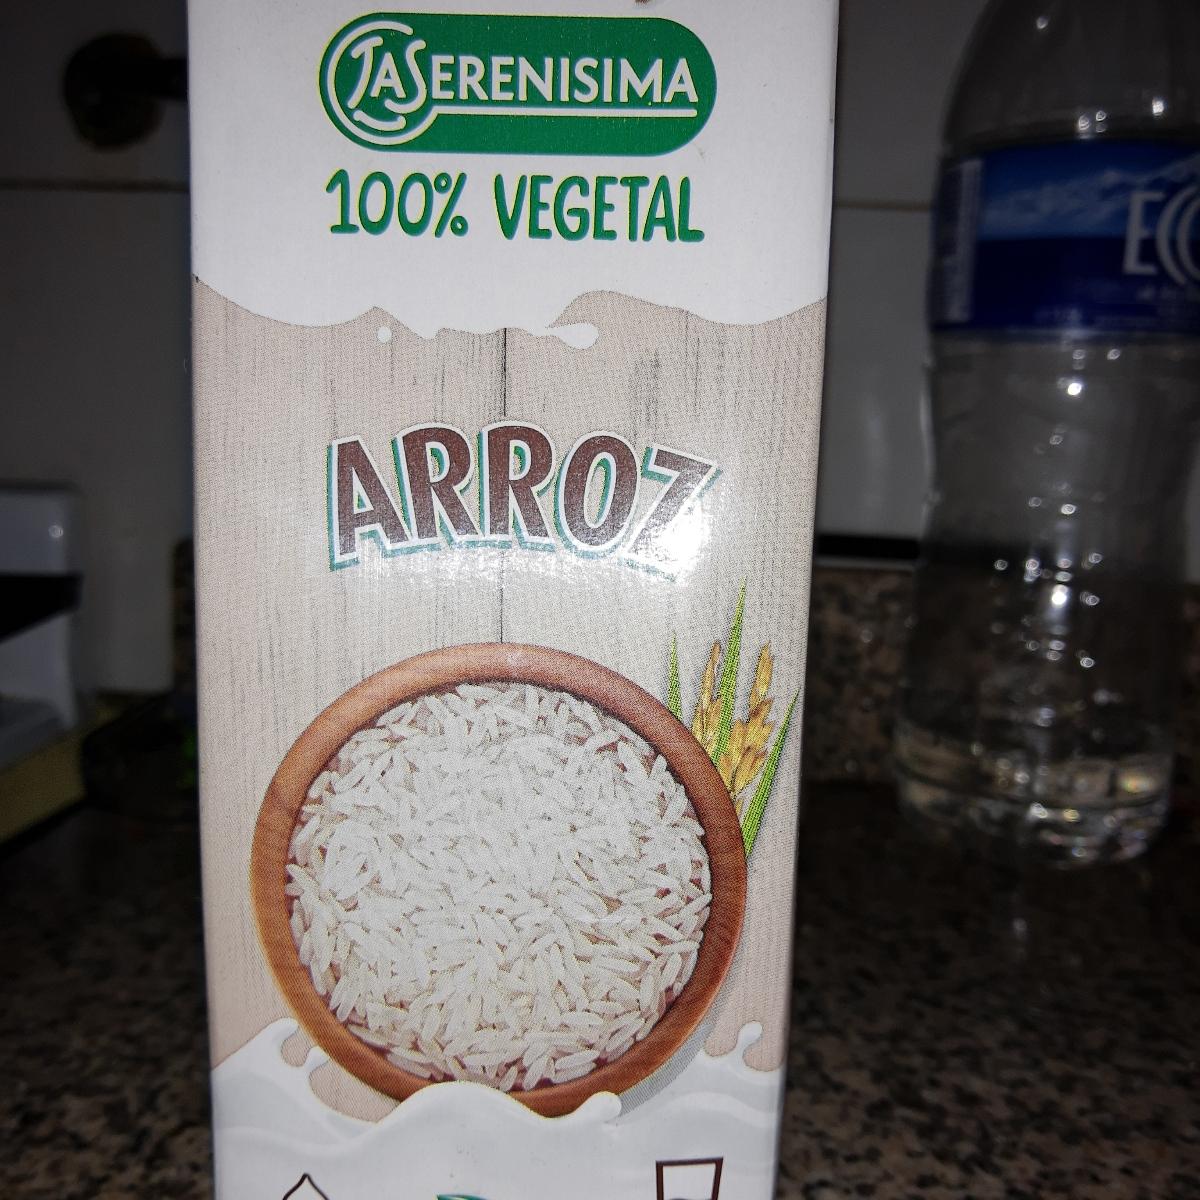 LASERENISIMA
100% VEGETAL
ARROZ